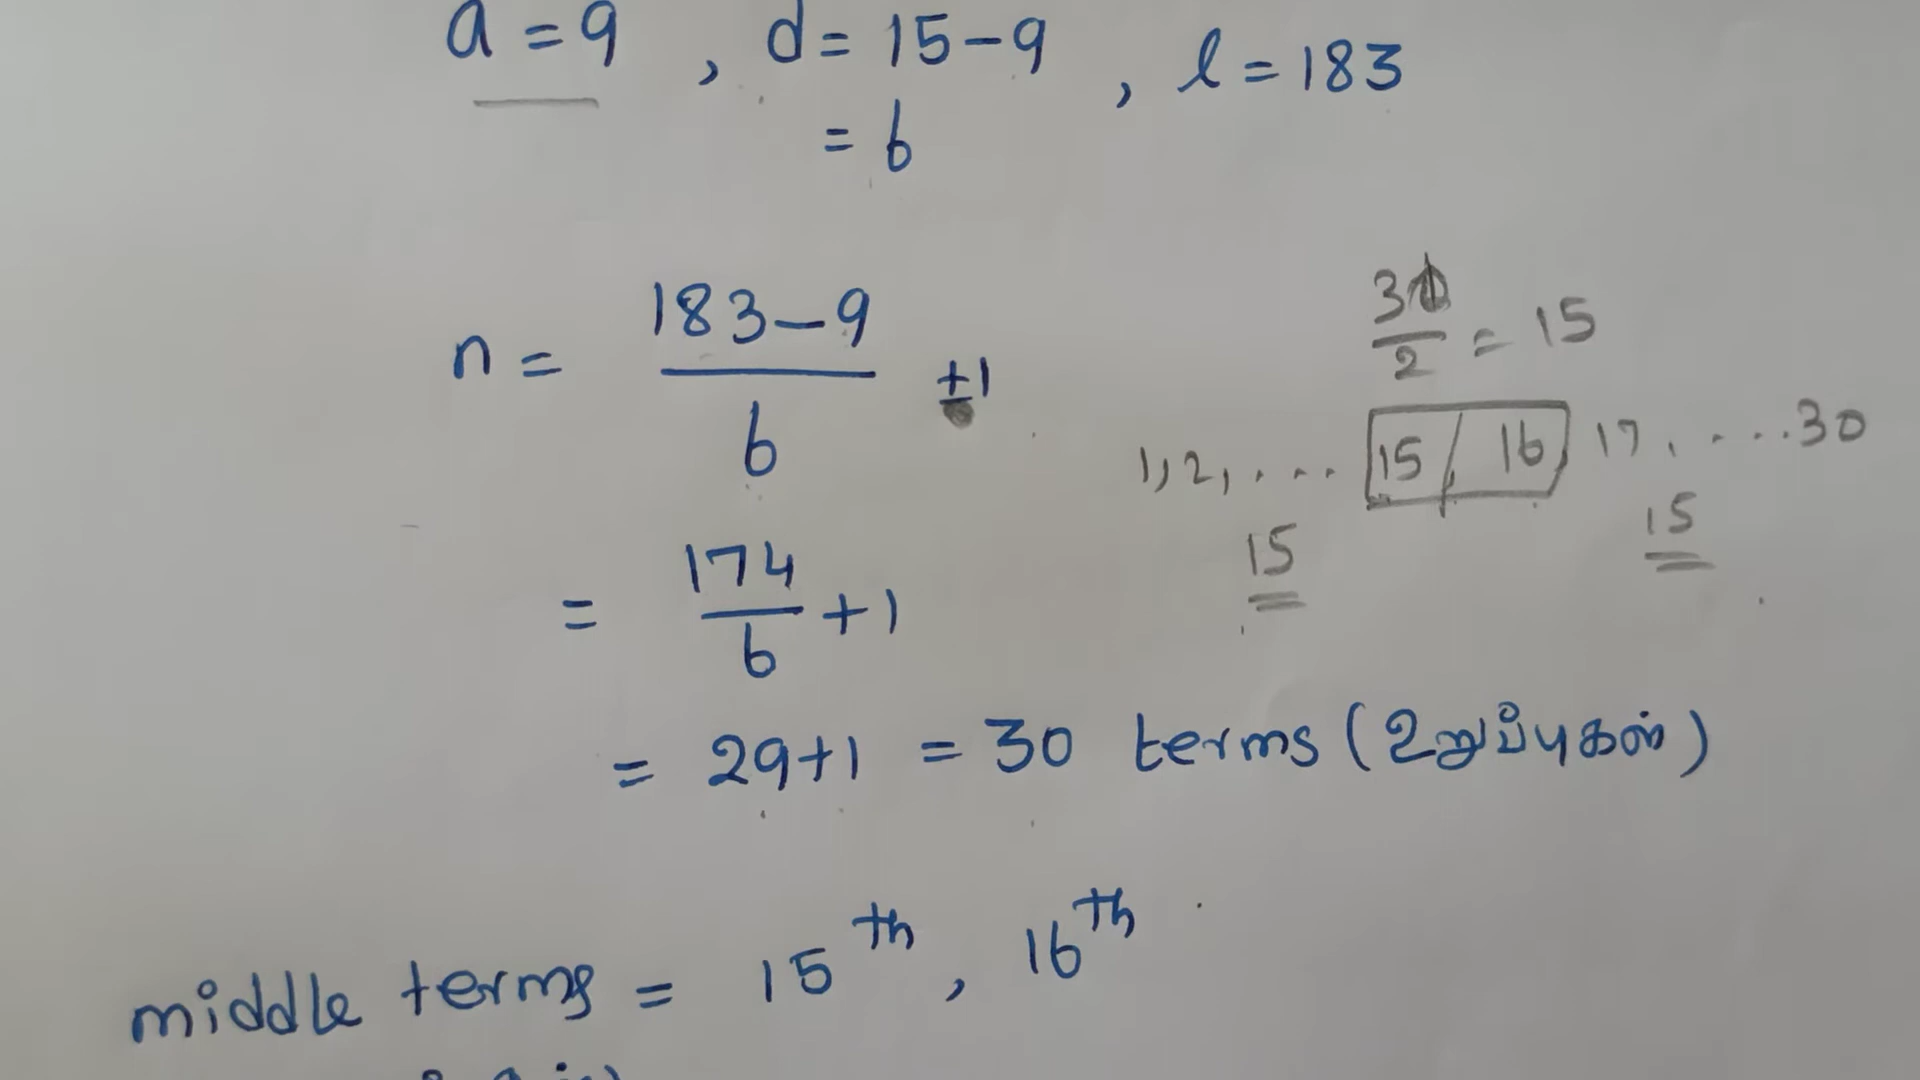 a = 9 , d = 15 - 9 , l = 183
= 6
n = 183 - 9 / 6 + 1
30 / 2 = 15
1, 2, .... 15, 16, 17, .... 30
15 15
= 174 / 6 + 1
= 29 + 1 = 30 terms (உறுப்புகள்)
middle terms = 15th , 16th